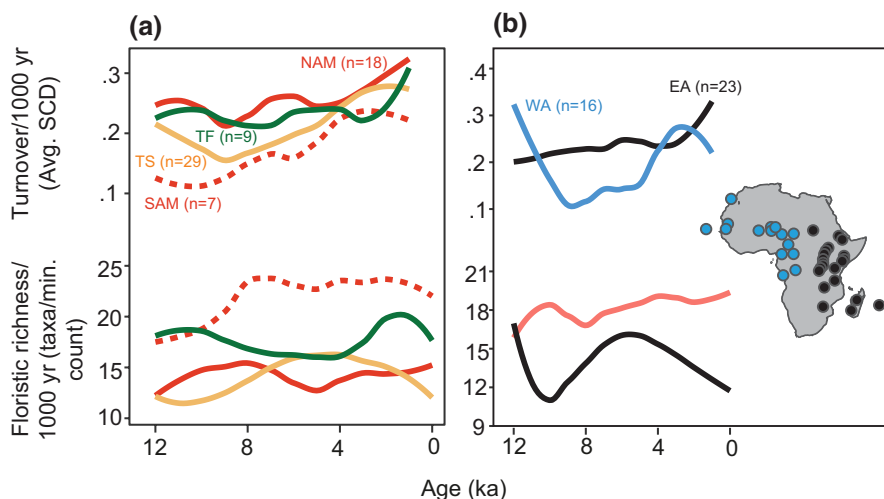 (a)
(b)
Turnover/1000 yr
(Avg. SCD)
.3
.2
.1
NAM (n=18)
TF (n=9)
TS (n=29)
SAM (n=7)
.4
.3
.2
.1
EA (n=23)
WA (n=16)
Floristic richness/
1000 yr (taxa/min.
count)
25
20
15
10
21
18
15
12
9
12
8
4
0
12
8
4
0
Age (ka)